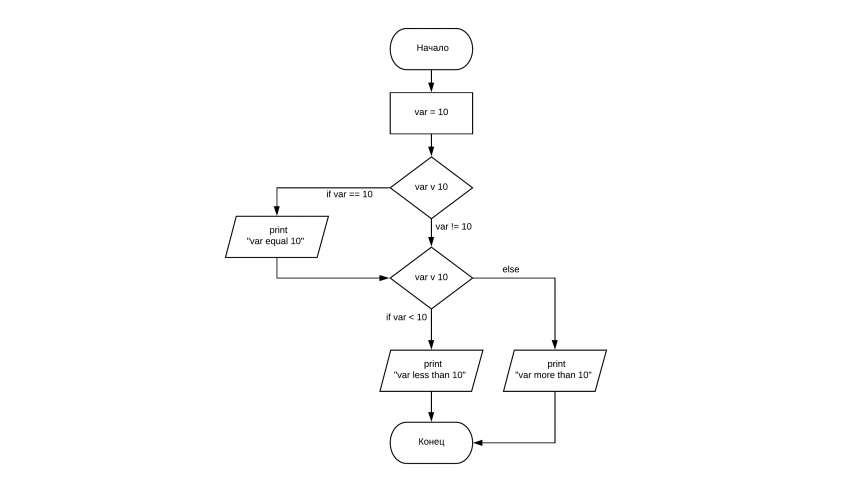 Начало
var = 10
var v 10
if var == 10
print
"var equal 10"
var != 10
var v 10
else
if var < 10
print
"var less than 10"
print
"var more than 10"
Конец